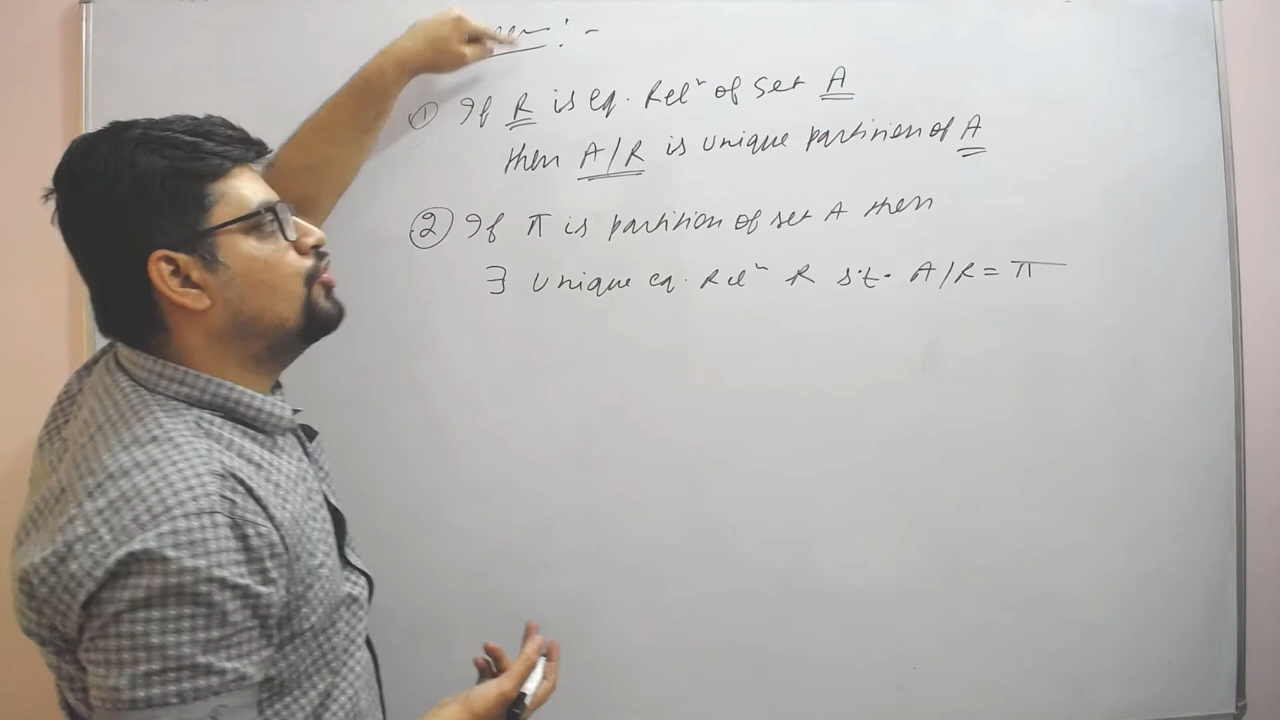 :-
① If R is eq. Relⁿ of set A
then A/R is unique partition of A
② If π is partition of set A then
∃ unique eq. Relⁿ R s.t. A/R = π